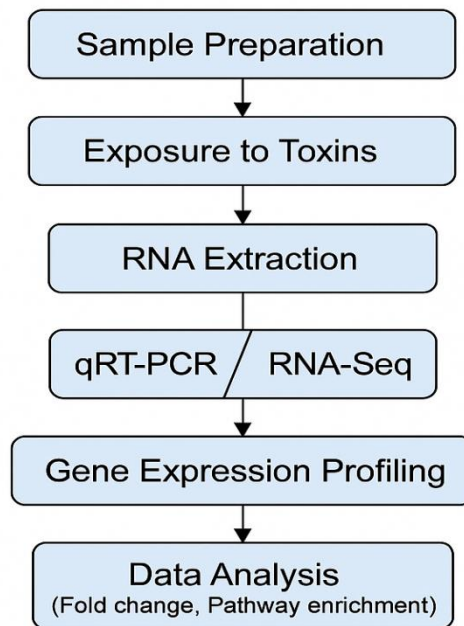 Sample Preparation
Exposure to Toxins
RNA Extraction
qRT-PCR / RNA-Seq
Gene Expression Profiling
Data Analysis
(Fold change, Pathway enrichment)